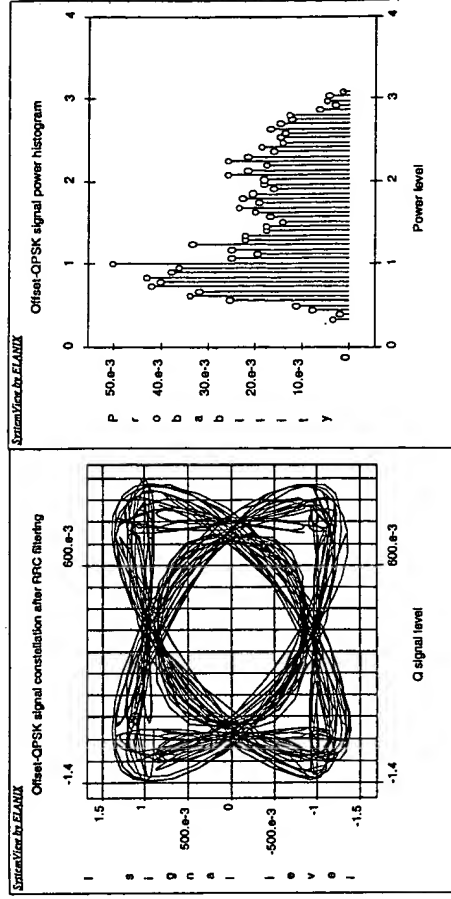 SystemView by ELANIX
Offset-QPSK signal constellation after RRC filtering
600.e-3
1.5
1
500.e-3
0
-500.e-3
-1
-1.5
-1.4
600.e-3
Q signal level
I signal level
SystemView by ELANIX
Offset-QPSK signal power histogram
0
1
2
3
4
50.e-3
40.e-3
30.e-3
20.e-3
10.e-3
0
0
1
2
3
4
Power level
Probability